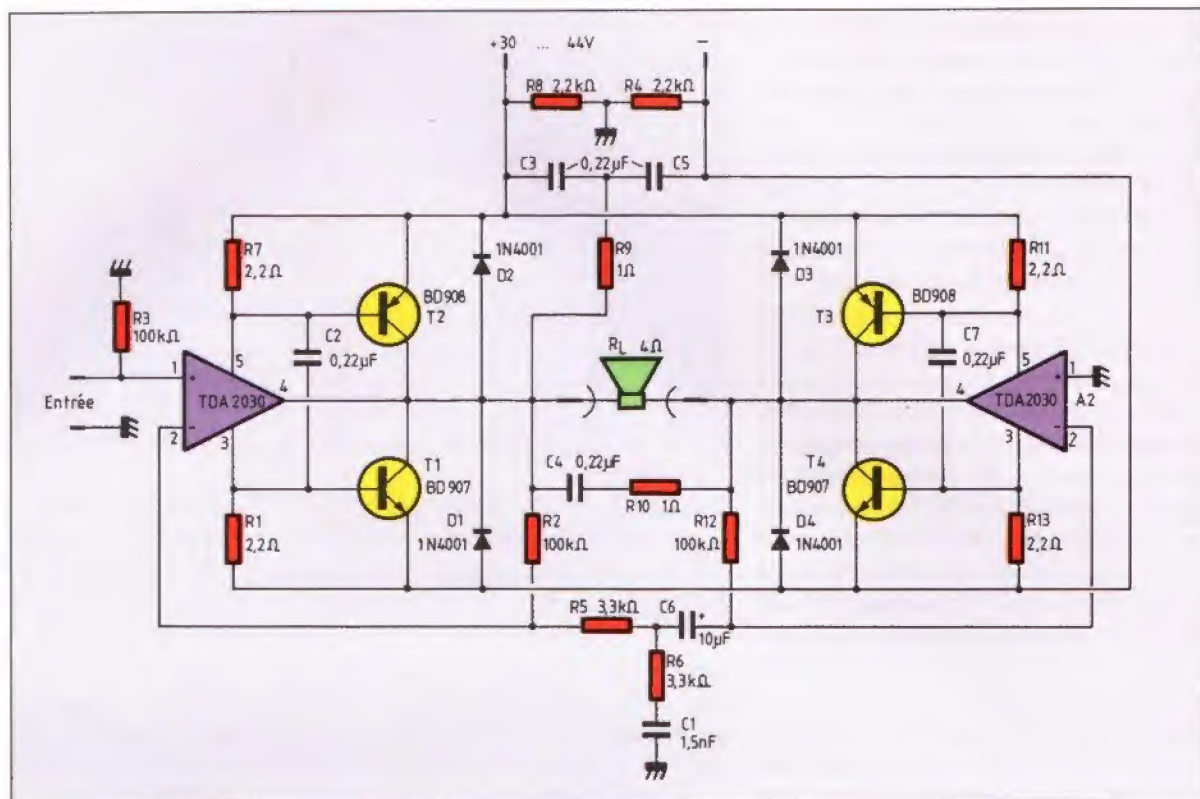 +30 ... 44V
−
R8 2,2kΩ
R4 2,2kΩ
C3
0,22µF
C5
R7
2,2Ω
1N4001
D2
R9
1Ω
1N4001
D3
R11
2,2Ω
BD908
T2
BD908
T3
R3
100kΩ
C2
0,22µF
C7
0,22µF
RL 4Ω
1
5
+
4
TDA2030
Entrée
-
2
3
5
1
+
4
TDA2030
A2
-
3
2
T1
BD907
T4
BD907
C4 0,22µF
R10 1Ω
R1
2,2Ω
D1
1N4001
R2
100kΩ
R12
100kΩ
D4
1N4001
R13
2,2Ω
R5 3,3kΩ
C6
+
10µF
R6
3,3kΩ
C1
1,5nF